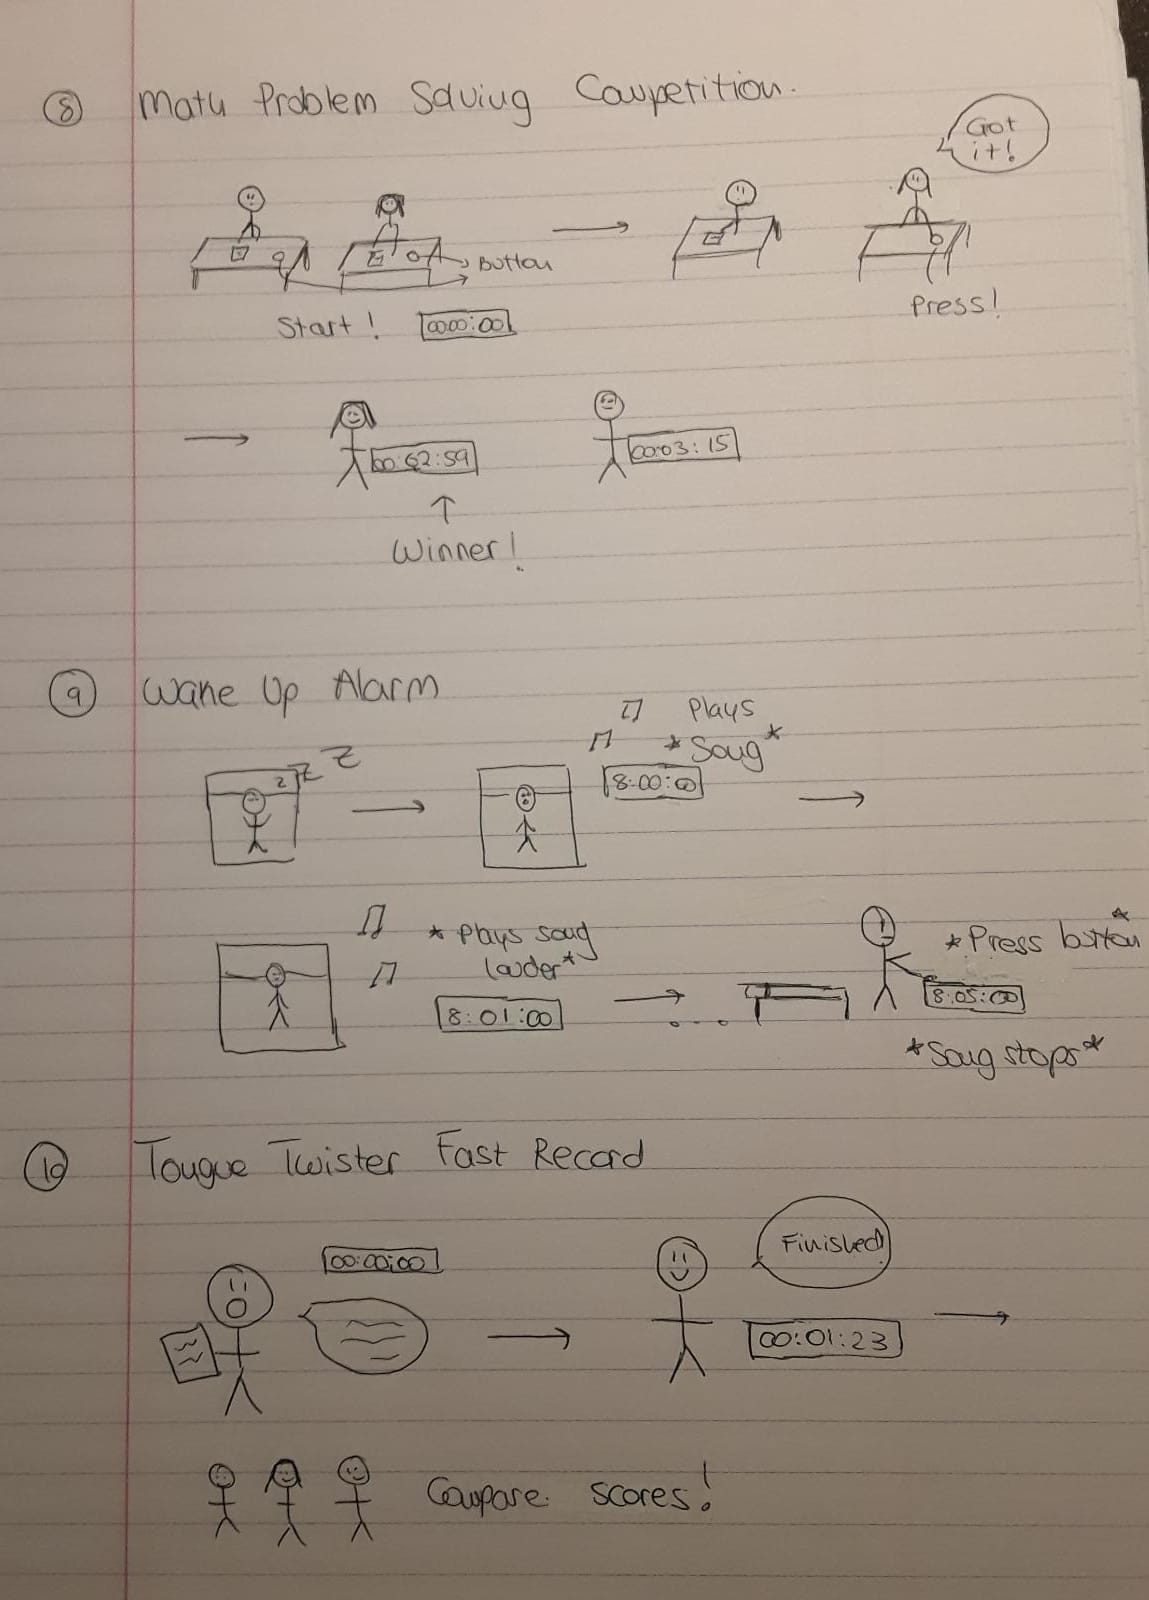 8 Math Problem Solving Competition.
Got
it!
Button
Start! 0000:00
Press!
00:02:59 00:03:15
Winner!
9 Wake Up Alarm
Plays
*Song*
z z z
8:00:00
*Plays song
louder*
8:01:00
*Press button*
8:05:00
*Song stops*
10 Tongue Twister Fast Record
00:00:00
Finished!
00:01:23
Compare scores!